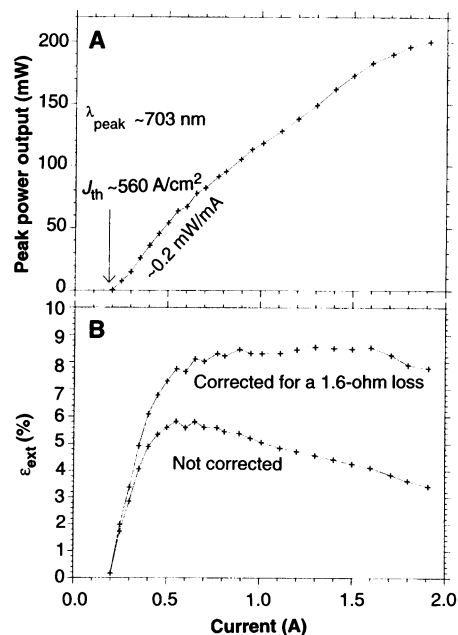 A
Peak power output (mW)
200
150
100
50
0
λpeak ~703 nm
Jth ~560 A/cm²
~0.2 mW/mA
B
εext (%)
10
9
8
7
6
5
4
3
2
1
0
Corrected for a 1.6-ohm loss
Not corrected
0.0 0.5 1.0 1.5 2.0
Current (A)